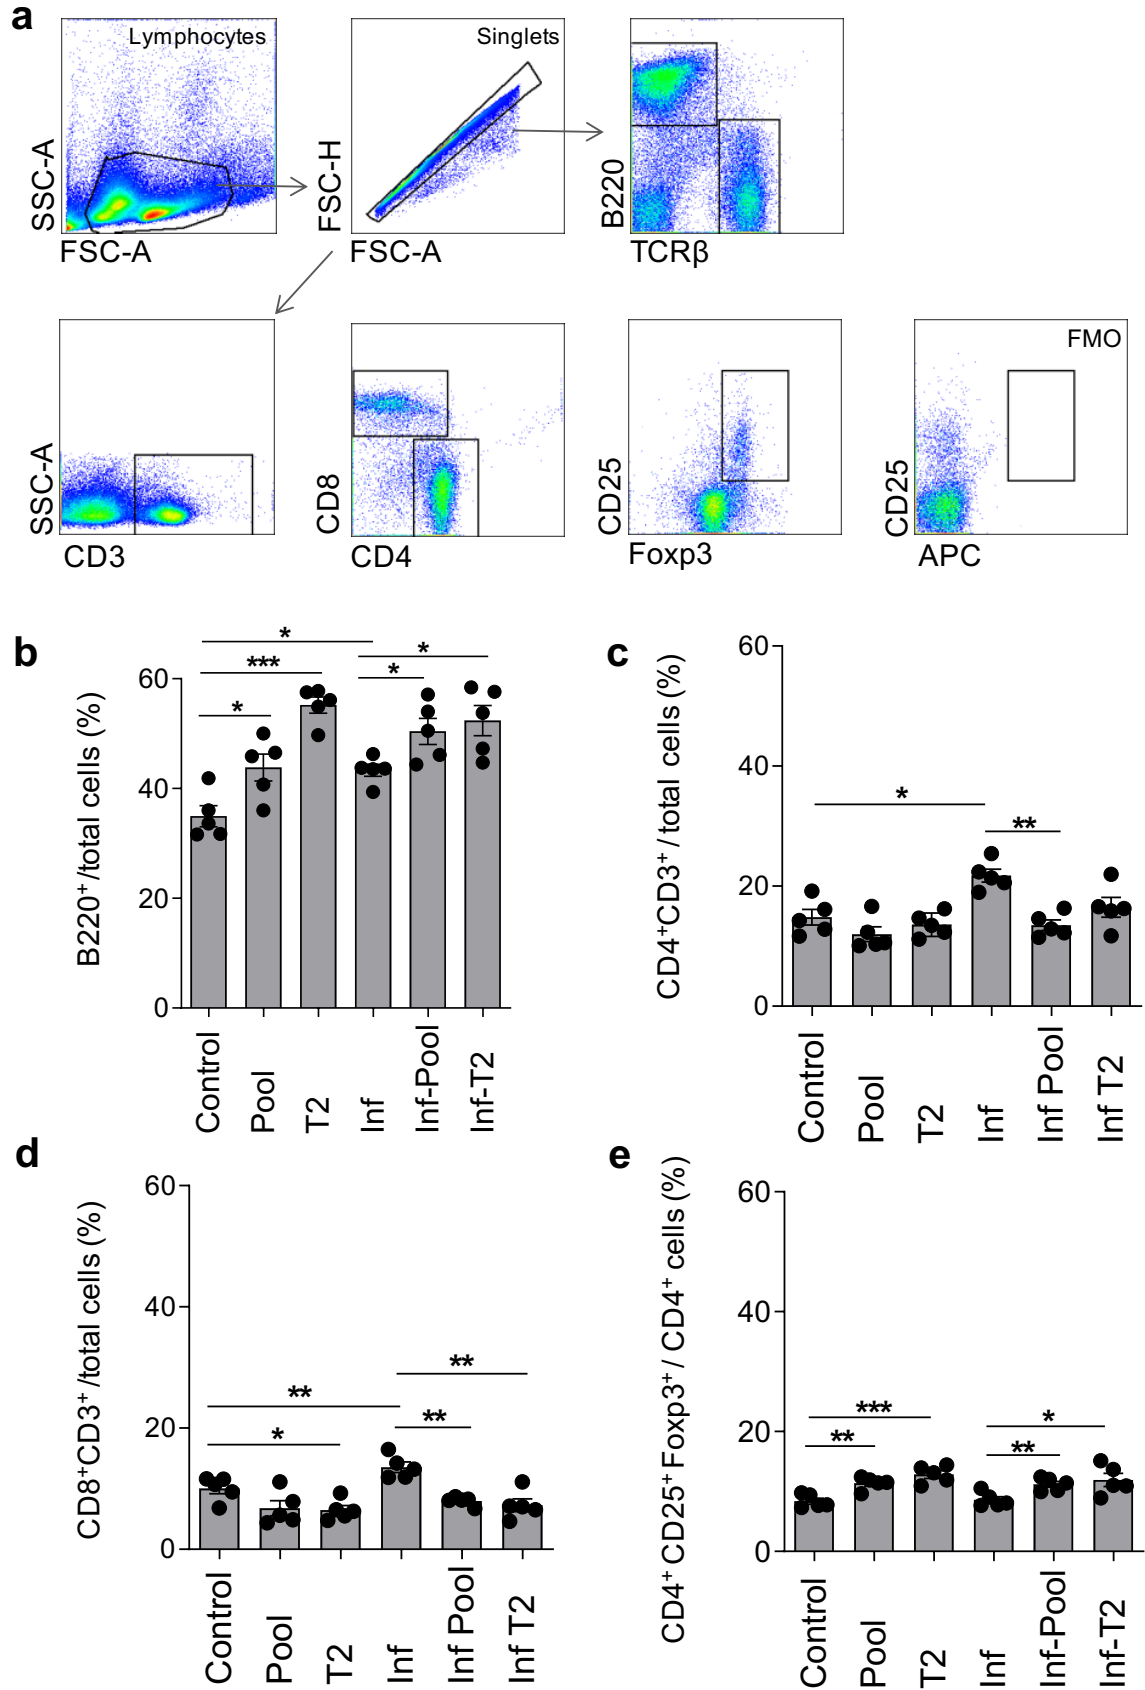 a
Lymphocytes
SSC-A
FSC-A
Singlets
FSC-H
FSC-A
B220
TCRβ
SSC-A
CD3
CD8
CD4
CD25
Foxp3
FMO
CD25
APC
b
B220⁺/total cells (%)
60
40
20
0
*
***
*
*
*
Control
Pool
T2
Inf
Inf-Pool
Inf-T2
c
CD4⁺CD3⁺/total cells (%)
60
40
20
0
*
**
Control
Pool
T2
Inf
Inf Pool
Inf T2
d
CD8⁺CD3⁺/total cells (%)
60
40
20
0
**
**
*
**
Control
Pool
T2
Inf
Inf Pool
Inf T2
e
CD4⁺ CD25⁺ Foxp3⁺/ CD4⁺ cells (%)
60
40
20
0
***
**
*
**
Control
Pool
T2
Inf
Inf-Pool
Inf-T2